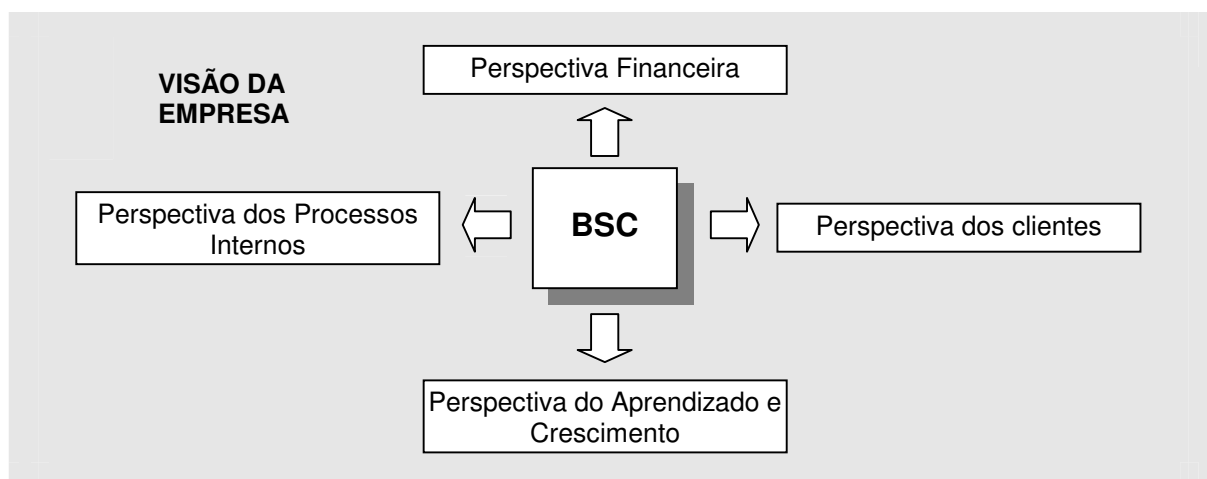 VISÃO DA
EMPRESA
Perspectiva Financeira
Perspectiva dos Processos
Internos
BSC
Perspectiva dos clientes
Perspectiva do Aprendizado e
Crescimento